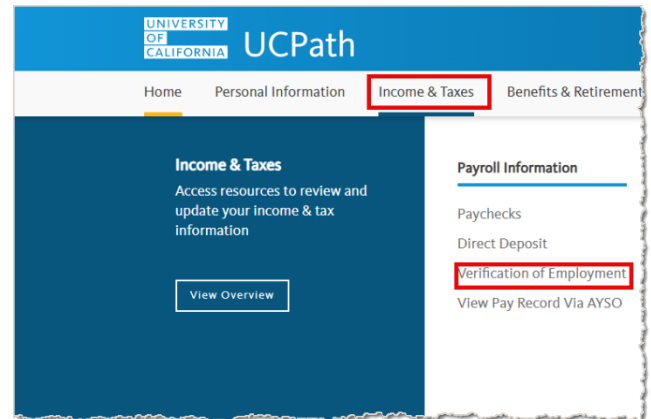 UNIVERSITY
OF
CALIFORNIA
UCPath
Home Personal Information Income & Taxes Benefits & Retirement
Income & Taxes
Access resources to review and
update your income & tax
information
View Overview
Payroll Information
Paychecks
Direct Deposit
Verification of Employment
View Pay Record Via AYSO